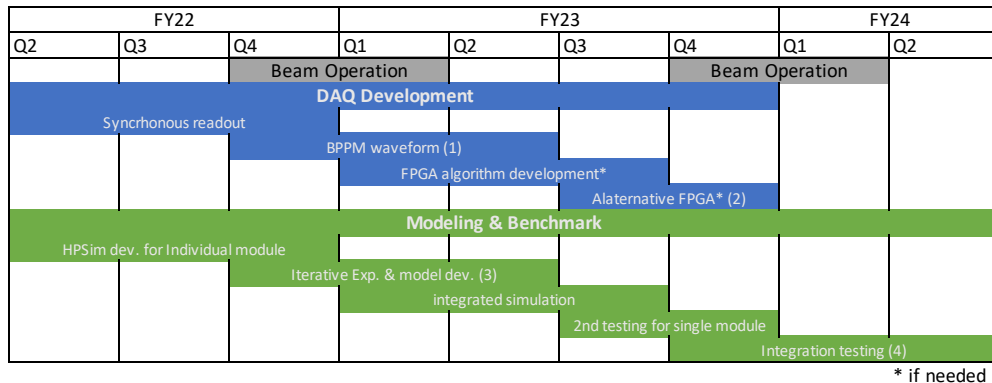 FY22 FY23 FY24
Q2 Q3 Q4 Q1 Q2 Q3 Q4 Q1 Q2
Beam Operation Beam Operation
DAQ Development
Syncrhonous readout
BPPM waveform (1)
FPGA algorithm development*
Alaternative FPGA* (2)
Modeling & Benchmark
HPSim dev. for Individual module
Iterative Exp. & model dev. (3)
integrated simulation
2nd testing for single module
Integration testing (4)
* if needed